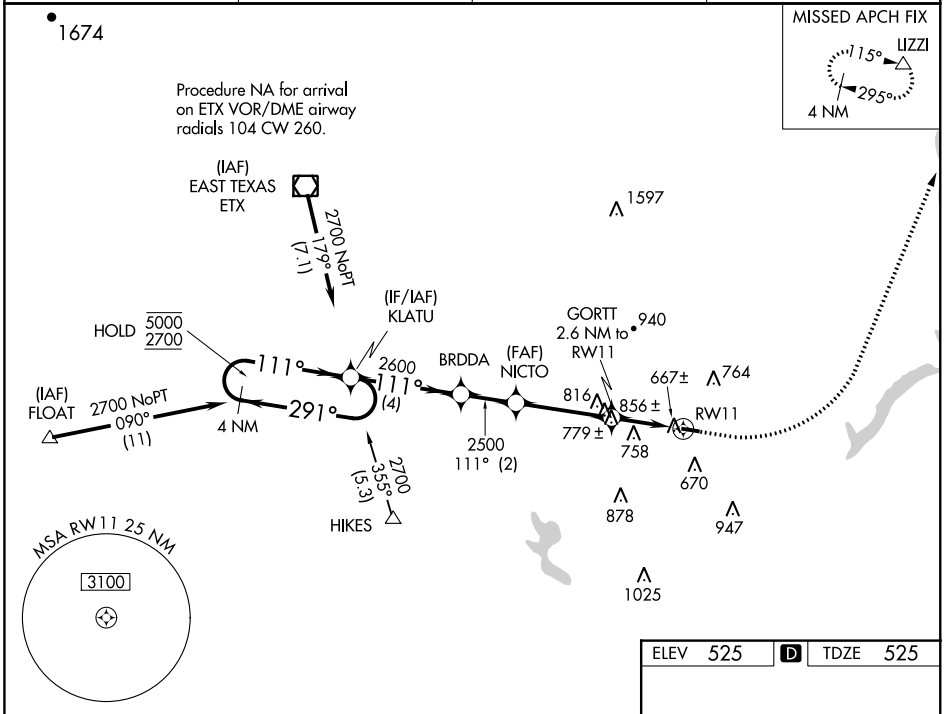 1674
MISSED APCH FIX
LIZZI
115°
295°
4 NM
Procedure NA for arrival
on ETX VOR/DME airway
radials 104 CW 260.
(IAF)
EAST TEXAS
ETX
2700 NoPT
179°
(7.1)
1597
(IF/IAF)
KLATU
HOLD
5000
2700
GORTT
2.6 NM to
RW11
940
BRDDA
(FAF)
NICTO
111°
2600
111°
(4)
291°
4 NM
(IAF)
FLOAT
2700 NoPT
090°
(11)
816
856 ±
667±
764
RW11
779 ±
758
2500
111° (2)
670
2700
355°
(5.3)
HIKES
878
947
1025
MSA RW11 25 NM
3100
ELEV 525 D TDZE 525